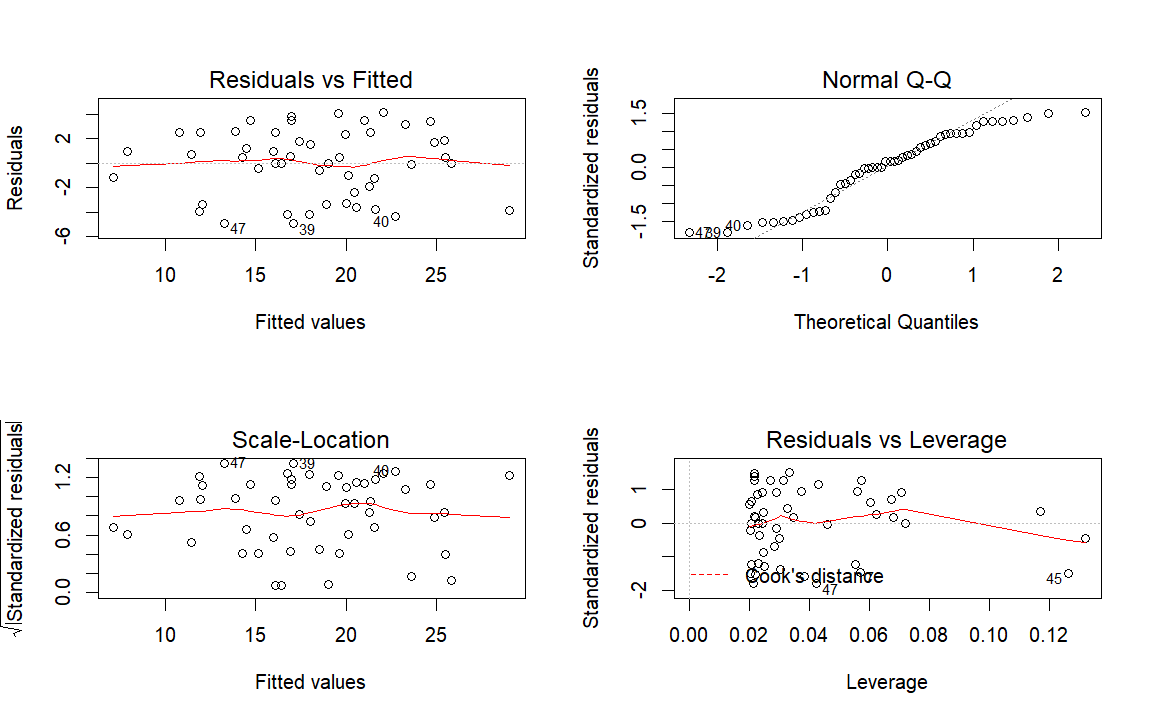 Residuals vs Fitted
Residuals
2
-2
-6
47
39
40
10 15 20 25
Fitted values
Normal Q-Q
Standardized residuals
1.5
0.0
-1.5
47
39
40
-2 -1 0 1 2
Theoretical Quantiles
Scale-Location
√|Standardized residuals|
1.2
0.6
0.0
47
39
40
10 15 20 25
Fitted values
Residuals vs Leverage
Standardized residuals
1
0
-2
Cook's distance
47
45
0.00 0.02 0.04 0.06 0.08 0.10 0.12
Leverage